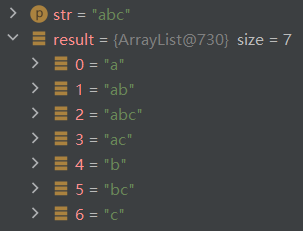 p str = "abc"
result = {ArrayList@730} size = 7
0 = "a"
1 = "ab"
2 = "abc"
3 = "ac"
4 = "b"
5 = "bc"
6 = "c"